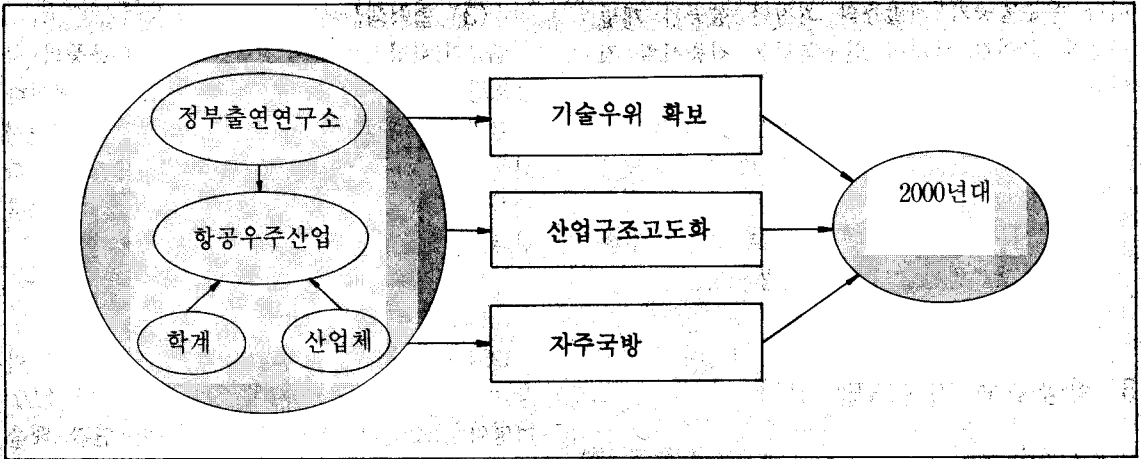 정부출연연구소
항공우주산업
학계
산업체
기술우위 확보
산업구조고도화
자주국방
2000년대